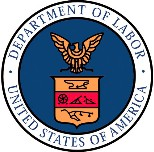 DEPARTMENT OF LABOR
UNITED STATES OF AMERICA